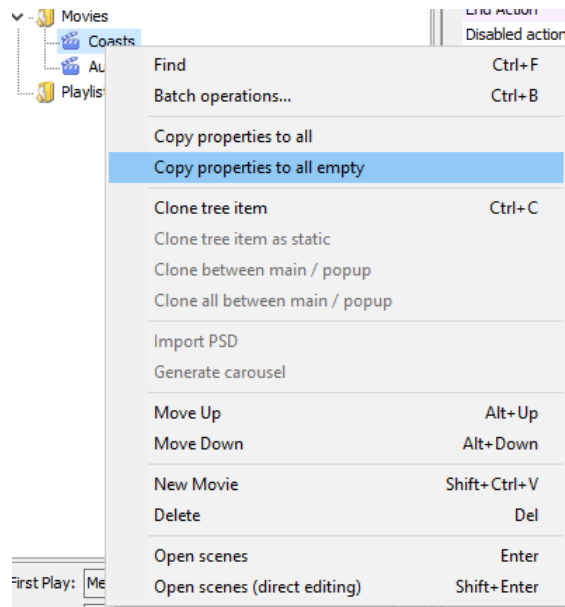 Movies
End Action
Coasts
Disabled action
Au
Playlis
Find Ctrl+F
Batch operations... Ctrl+B
Copy properties to all
Copy properties to all empty
Clone tree item Ctrl+C
Clone tree item as static
Clone between main / popup
Clone all between main / popup
Import PSD
Generate carousel
Move Up Alt+Up
Move Down Alt+Down
New Movie Shift+Ctrl+V
Delete Del
Open scenes Enter
First Play: Me
Open scenes (direct editing) Shift+Enter